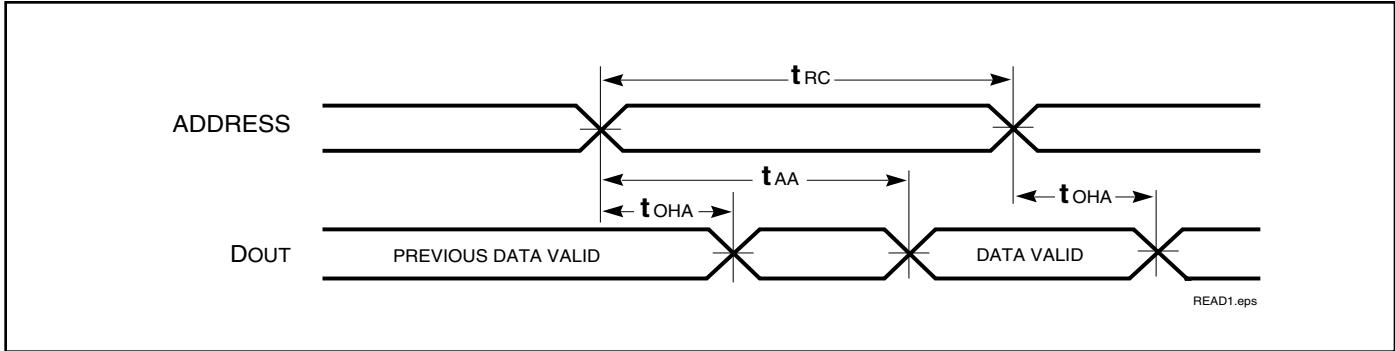 tRC
ADDRESS
tAA
tOHA
tOHA
DOUT
PREVIOUS DATA VALID
DATA VALID
READ1.eps